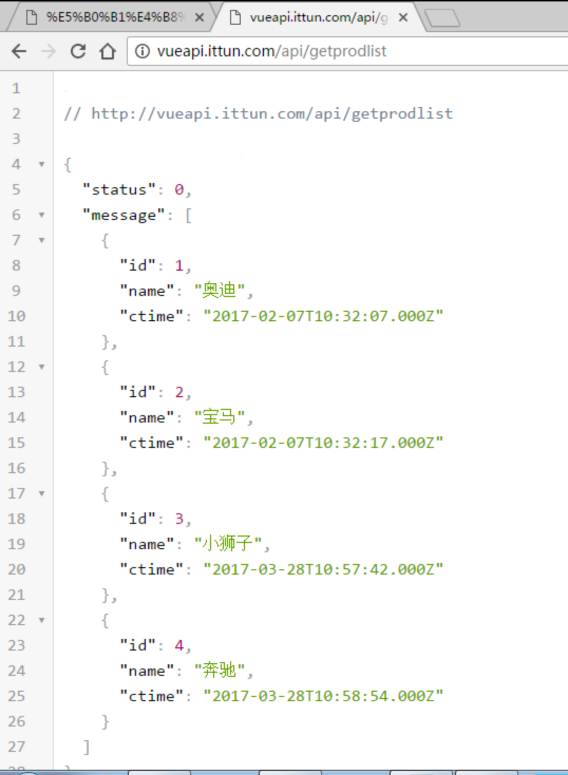 %E5%B0%B1%E4%B8%
vueapi.ittun.com/api/g
vueapi.ittun.com/api/getprodlist
1
2 // http://vueapi.ittun.com/api/getprodlist
3
4 {
5 "status": 0,
6 "message": [
7 {
8 "id": 1,
9 "name": "奥迪",
10 "ctime": "2017-02-07T10:32:07.000Z"
11 },
12 {
13 "id": 2,
14 "name": "宝马",
15 "ctime": "2017-02-07T10:32:17.000Z"
16 },
17 {
18 "id": 3,
19 "name": "小狮子",
20 "ctime": "2017-03-28T10:57:42.000Z"
21 },
22 {
23 "id": 4,
24 "name": "奔驰",
25 "ctime": "2017-03-28T10:58:54.000Z"
26 }
27 ]
28 }